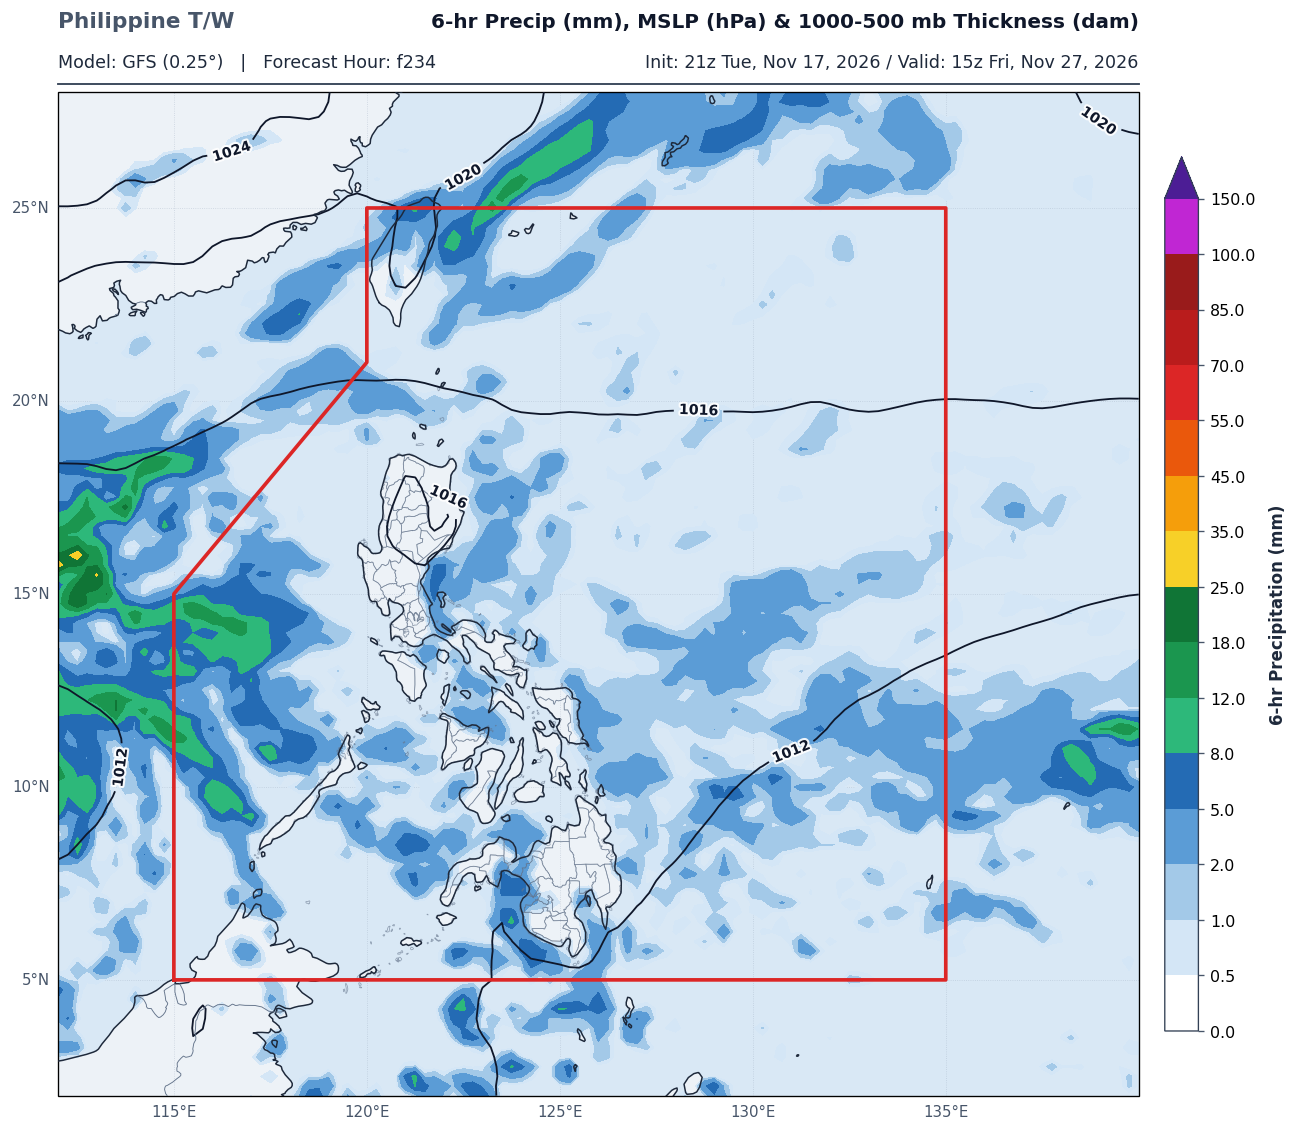 Philippine T/W
6-hr Precip (mm), MSLP (hPa) & 1000-500 mb Thickness (dam)
Model: GFS (0.25°)   |   Forecast Hour: f234
Init: 21z Tue, Nov 17, 2026 / Valid: 15z Fri, Nov 27, 2026
1024
1020
1020
1016
1016
1012
1012
25°N
20°N
15°N
10°N
5°N
115°E
120°E
125°E
130°E
135°E
150.0
100.0
85.0
70.0
55.0
45.0
35.0
25.0
18.0
12.0
8.0
5.0
2.0
1.0
0.5
0.0
6-hr Precipitation (mm)